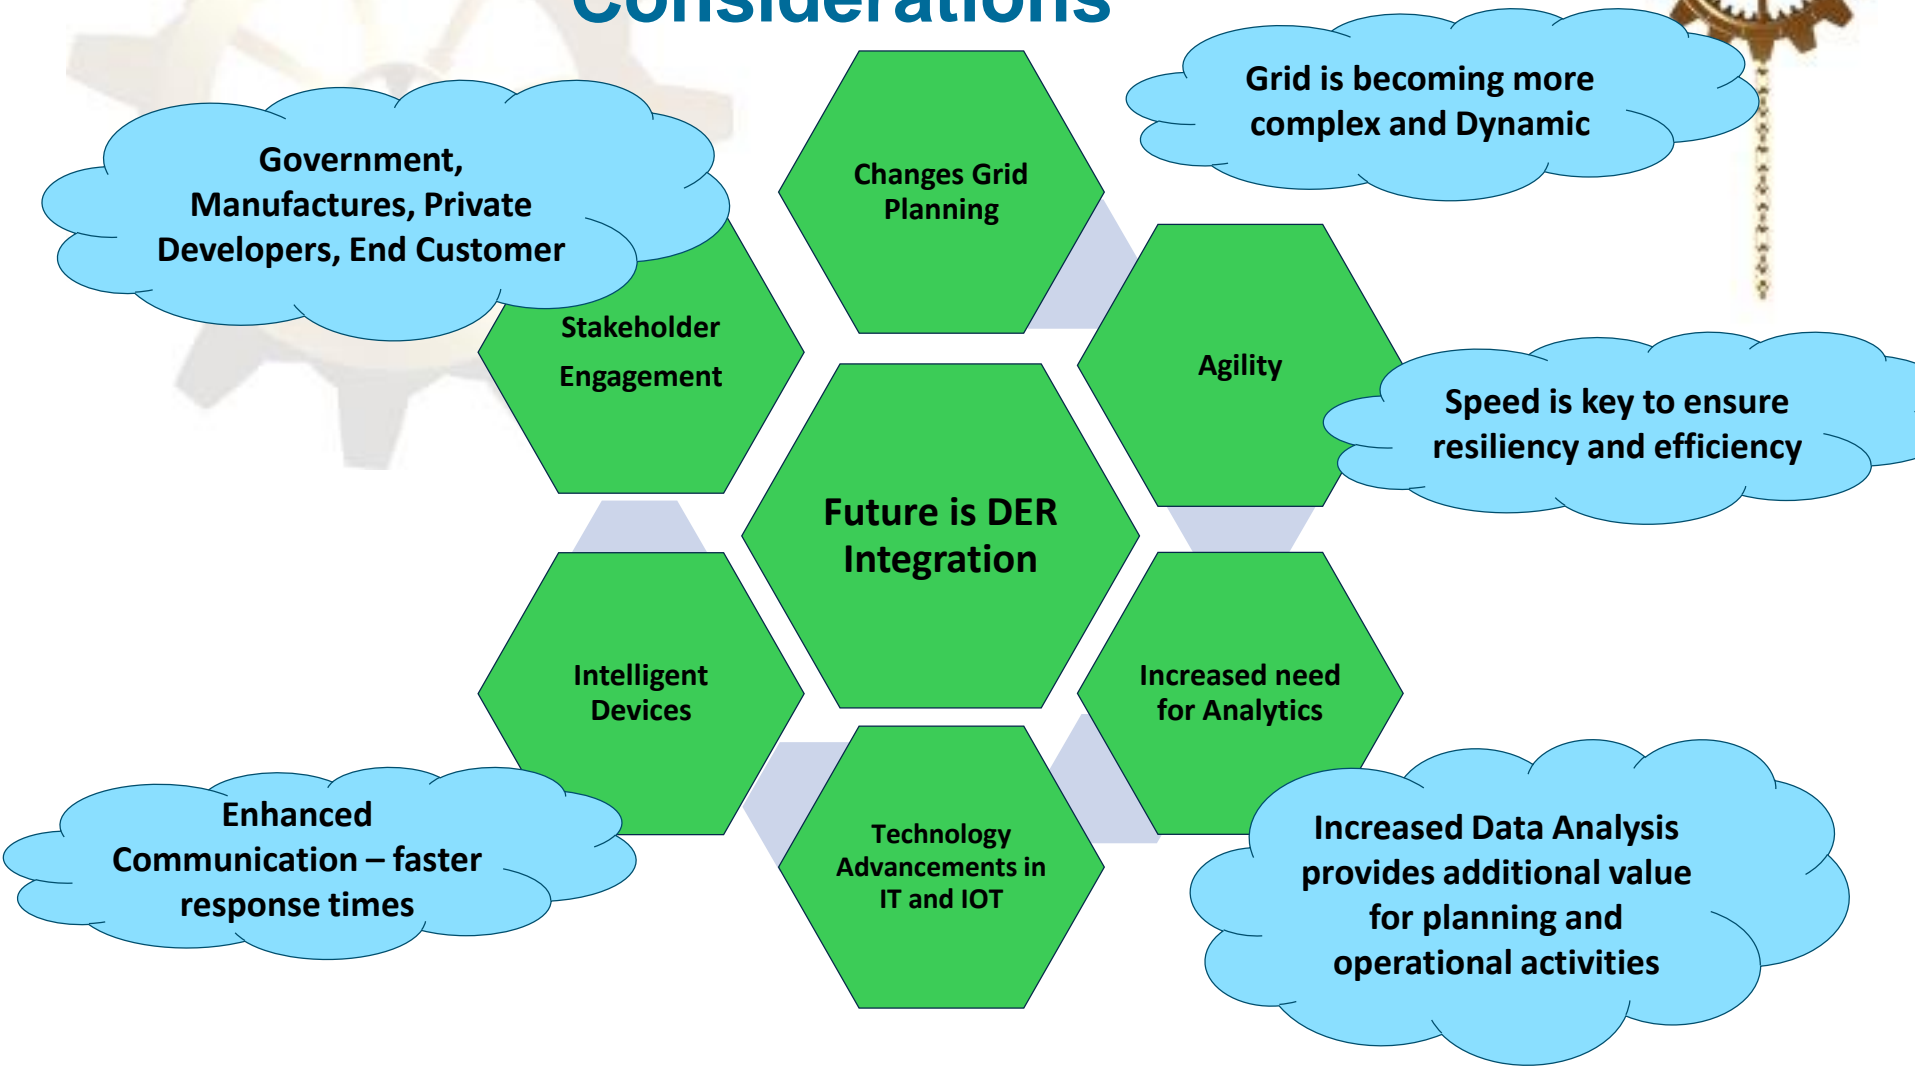 Considerations
Grid is becoming more
complex and Dynamic
Government,
Manufactures, Private
Developers, End Customer
Changes Grid
Planning
Stakeholder
Engagement
Agility
Speed is key to ensure
resiliency and efficiency
Future is DER
Integration
Intelligent
Devices
Increased need
for Analytics
Enhanced
Communication – faster
response times
Technology
Advancements in
IT and IOT
Increased Data Analysis
provides additional value
for planning and
operational activities